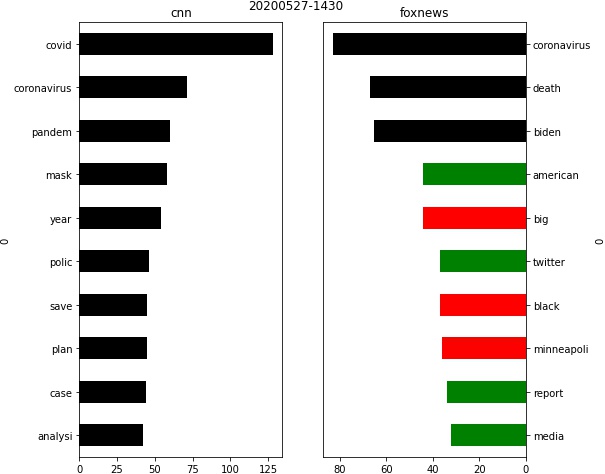 20200527-1430
cnn
foxnews
covid
coronavirus
pandem
mask
year
polic
save
plan
case
analysi
0
0 25 50 75 100 125
coronavirus
death
biden
american
big
twitter
black
minneapoli
report
media
0
80 60 40 20 0